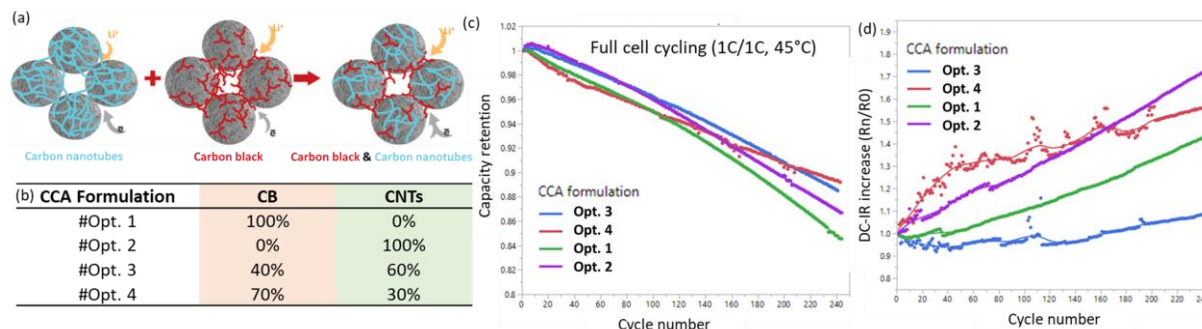 (a)
Li⁺
Li⁺
Li⁺
e⁻
e⁻
e⁻
Carbon nanotubes
Carbon black
Carbon black & Carbon nanotubes
(b) CCA Formulation CB CNTs
#Opt. 1 100% 0%
#Opt. 2 0% 100%
#Opt. 3 40% 60%
#Opt. 4 70% 30%
(c)
Full cell cycling (1C/1C, 45°C)
Capacity retention
1.02
1
0.98
0.96
0.94
0.92
0.9
0.88
0.86
0.84
0.82
0.8
CCA formulation
Opt. 3
Opt. 4
Opt. 1
Opt. 2
0 20 40 60 80 100 120 140 160 180 200 220 240
Cycle number
(d)
DC-IR increase (Rn/R0)
1.9
1.8
1.7
1.6
1.5
1.4
1.3
1.2
1.1
1.0
0.9
0.8
CCA formulation
Opt. 3
Opt. 4
Opt. 1
Opt. 2
0 20 40 60 80 100 120 140 160 180 200 220 240
Cycle number